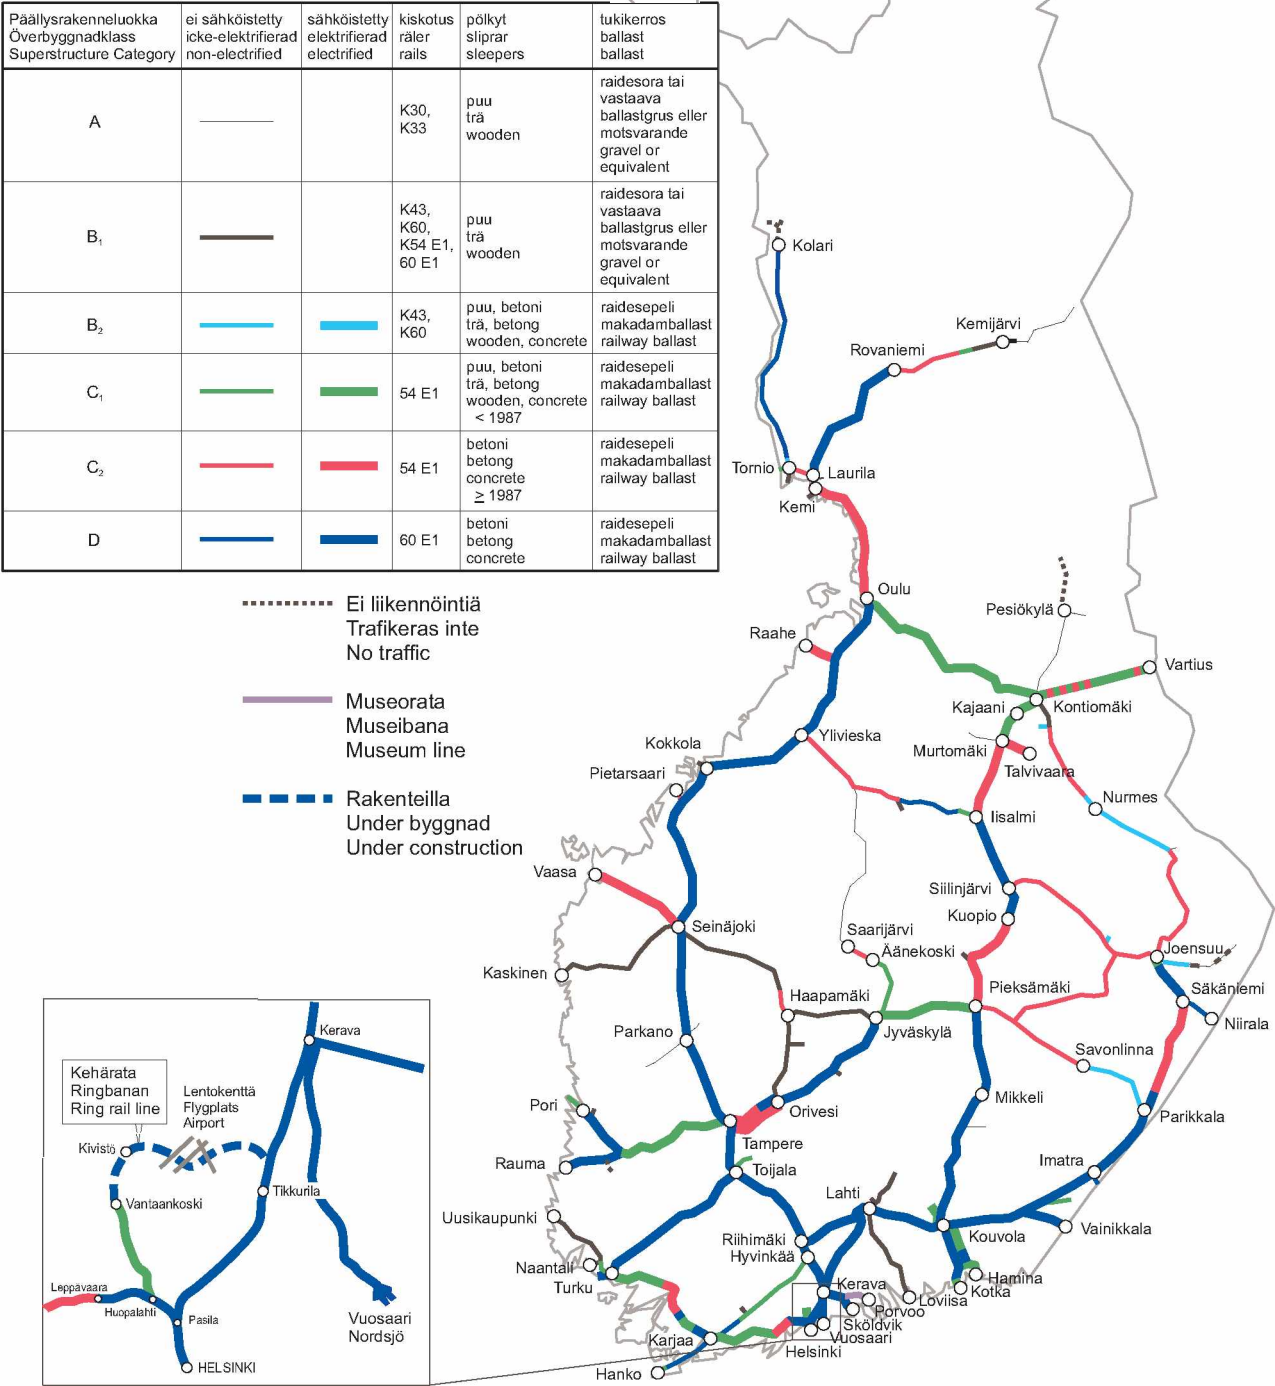 Päällysrakenneluokka
Överbyggnadklass
Superstructure Category
ei sähköistetty
icke-elektrifierad
non-electrified
sähköistetty
elektrifierad
electrified
kiskotus
räler
rails
pölkyt
sliprar
sleepers
tukikerros
ballast
ballast
A
K30,
K33
puu
trä
wooden
raidesora tai
vastaava
ballastgrus eller
motsvarande
gravel or
equivalent
B1
K43,
K60,
K54 E1,
60 E1
puu
trä
wooden
raidesora tai
vastaava
ballastgrus eller
motsvarande
gravel or
equivalent
B2
K43,
K60
puu, betoni
trä, betong
wooden, concrete
raidesepeli
makadamballast
railway ballast
C1
54 E1
puu, betoni
trä, betong
wooden, concrete
< 1987
raidesepeli
makadamballast
railway ballast
C2
54 E1
betoni
betong
concrete
≥ 1987
raidesepeli
makadamballast
railway ballast
D
60 E1
betoni
betong
concrete
raidesepeli
makadamballast
railway ballast
Ei liikennöintiä
Trafikeras inte
No traffic
Museorata
Museibana
Museum line
Rakenteilla
Under byggnad
Under construction
Kolari
Kemijärvi
Rovaniemi
Tornio
Laurila
Kemi
Oulu
Pesiökylä
Raahe
Vartius
Kajaani
Kontiomäki
Ylivieska
Kokkola
Murtomäki
Talvivaara
Pietarsaari
Nurmes
Iisalmi
Vaasa
Siilinjärvi
Kuopio
Seinäjoki
Saarijärvi
Äänekoski
Joensuu
Kaskinen
Haapamäki
Pieksämäki
Säkäniemi
Niirala
Parkano
Jyväskylä
Savonlinna
Mikkeli
Pori
Orivesi
Parikkala
Tampere
Rauma
Toijala
Imatra
Lahti
Uusikaupunki
Vainikkala
Riihimäki
Hyvinkää
Kouvola
Naantali
Turku
Hamina
Kotka
Kerava
Loviisa
Porvoo
Sköldvik
Vuosaari
Karjaa
Helsinki
Hanko
Kerava
Kehärata
Ringbanan
Ring rail line
Lentokenttä
Flygplats
Airport
Kivistö
Tikkurila
Vantaankoski
Leppävaara
Huopalahti
Pasila
Vuosaari
Nordsjö
HELSINKI